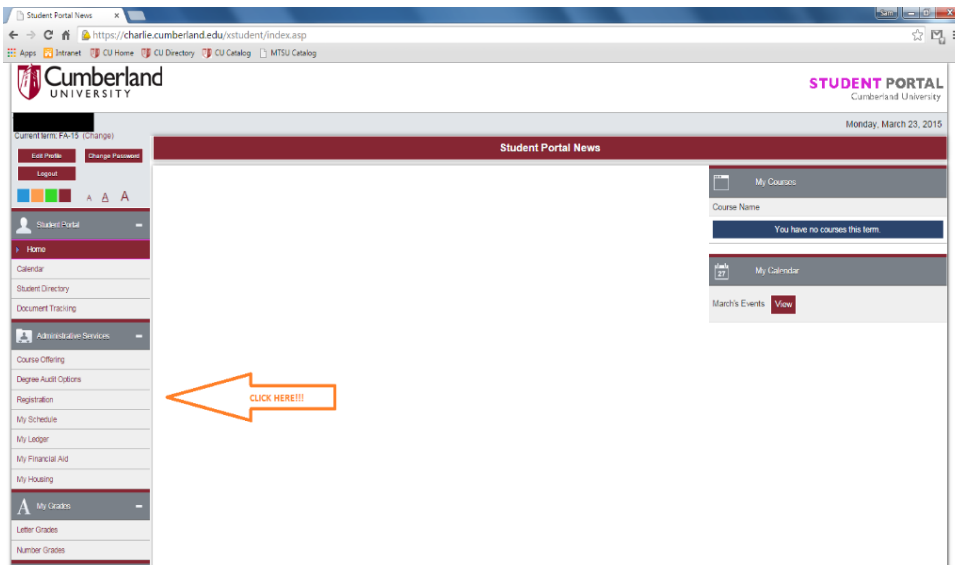 Student Portal News
Sam
https://charlie.cumberland.edu/xstudent/index.asp
Apps Intranet CU Home CU Directory CU Catalog MTSU Catalog
Cumberland
UNIVERSITY
STUDENT PORTAL
Cumberland University
Monday, March 23, 2015
Current term: FA-15 (Change)
Edit Profile Change Password
Logout
A A A
Student Portal
Home
Calendar
Student Directory
Document Tracking
Administrative Services
Course Offering
Degree Audit Options
Registration
My Schedule
My Ledger
My Financial Aid
My Housing
A My Grades
Letter Grades
Number Grades
Student Portal News
CLICK HERE!!!
My Courses
Course Name
You have no courses this term.
27
My Calendar
March's Events View